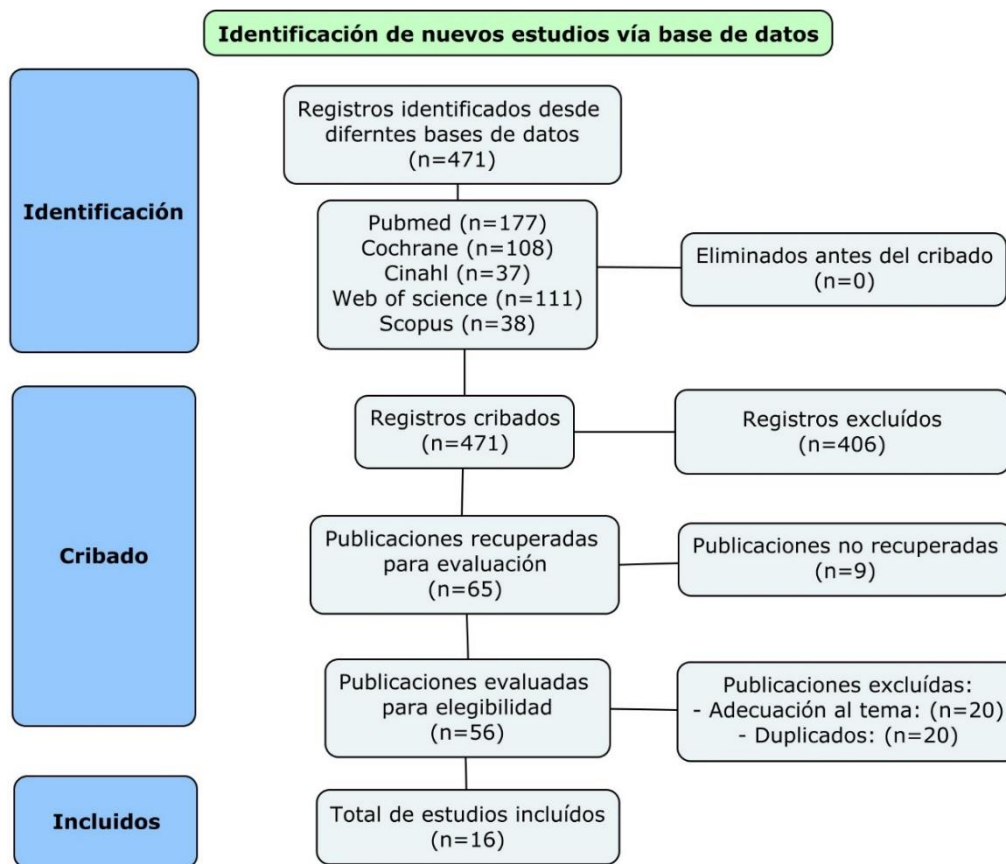 Identificación de nuevos estudios vía base de datos
Identificación
Registros identificados desde
diferntes bases de datos
(n=471)
Pubmed (n=177)
Cochrane (n=108)
Cinahl (n=37)
Web of science (n=111)
Scopus (n=38)
Eliminados antes del cribado
(n=0)
Cribado
Registros cribados
(n=471)
Registros excluídos
(n=406)
Publicaciones recuperadas
para evaluación
(n=65)
Publicaciones no recuperadas
(n=9)
Publicaciones evaluadas
para elegibilidad
(n=56)
Publicaciones excluídas:
- Adecuación al tema: (n=20)
- Duplicados: (n=20)
Incluidos
Total de estudios incluídos
(n=16)